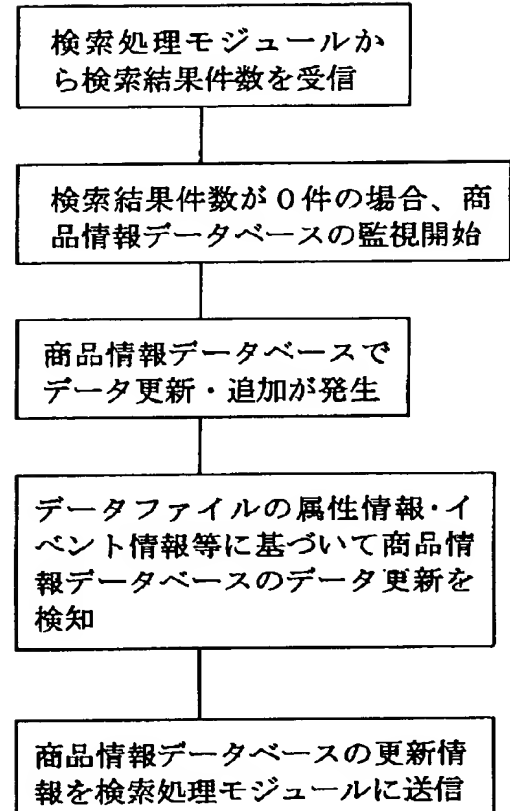 検索処理モジュールか
ら検索結果件数を受信
検索結果件数が０件の場合、商
品情報データベースの監視開始
商品情報データベースで
データ更新・追加が発生
データファイルの属性情報・イ
ベント情報等に基づいて商品情
報データベースのデータ更新を
検知
商品情報データベースの更新情
報を検索処理モジュールに送信